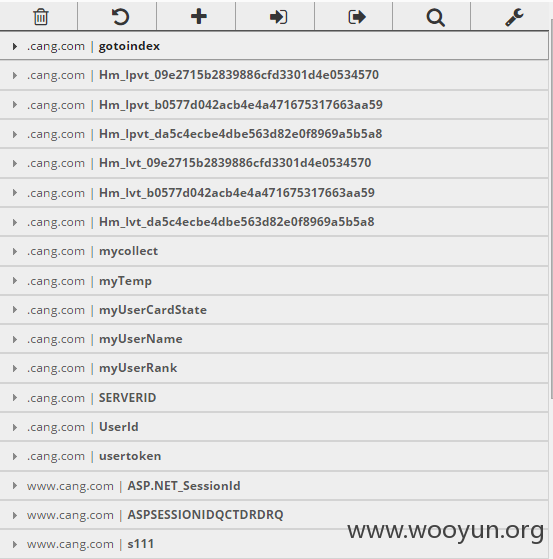 .cang.com | gotoindex
.cang.com | Hm_lpvt_09e2715b2839886cfd3301d4e0534570
.cang.com | Hm_lpvt_b0577d042acb4e4a471675317663aa59
.cang.com | Hm_lpvt_da5c4ecbe4dbe563d82e0f8969a5b5a8
.cang.com | Hm_lvt_09e2715b2839886cfd3301d4e0534570
.cang.com | Hm_lvt_b0577d042acb4e4a471675317663aa59
.cang.com | Hm_lvt_da5c4ecbe4dbe563d82e0f8969a5b5a8
.cang.com | mycollect
.cang.com | myTemp
.cang.com | myUserCardState
.cang.com | myUserName
.cang.com | myUserRank
.cang.com | SERVERID
.cang.com | UserId
.cang.com | usertoken
www.cang.com | ASP.NET_SessionId
www.cang.com | ASPSESSIONIDQCTDRDRQ
www.cang.com | s111
www.wooyun.org